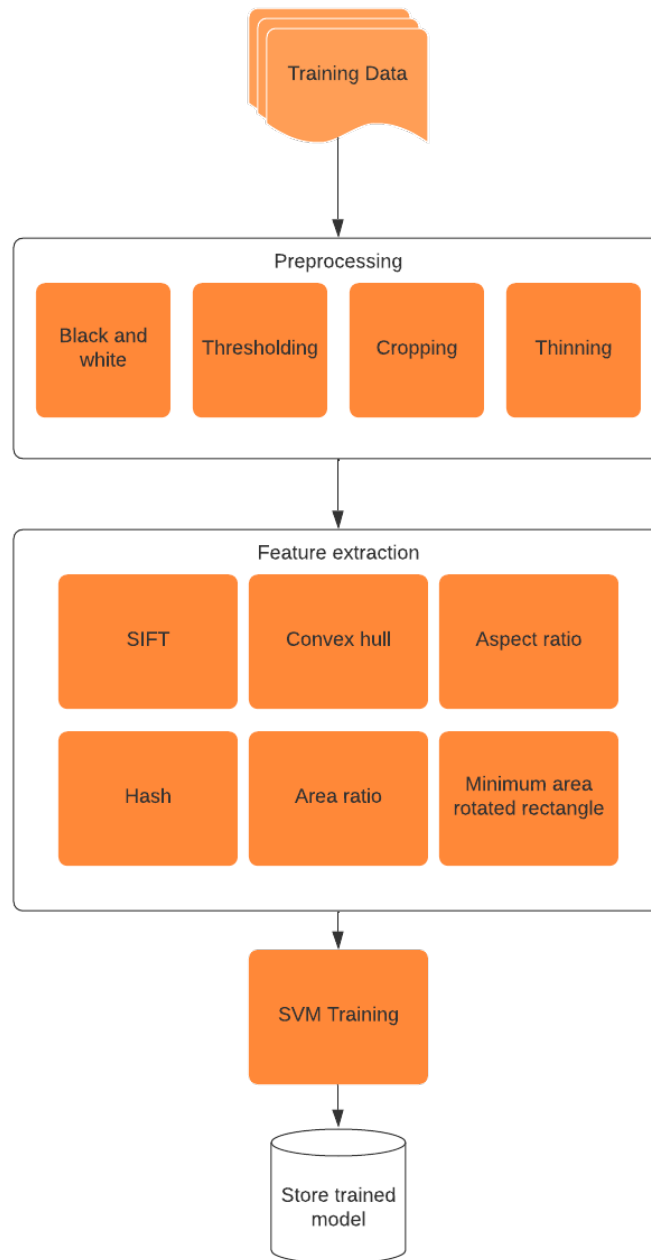 Training Data
Preprocessing
Black and
white
Thresholding
Cropping
Thinning
Feature extraction
SIFT
Convex hull
Aspect ratio
Hash
Area ratio
Minimum area
rotated rectangle
SVM Training
Store trained
model